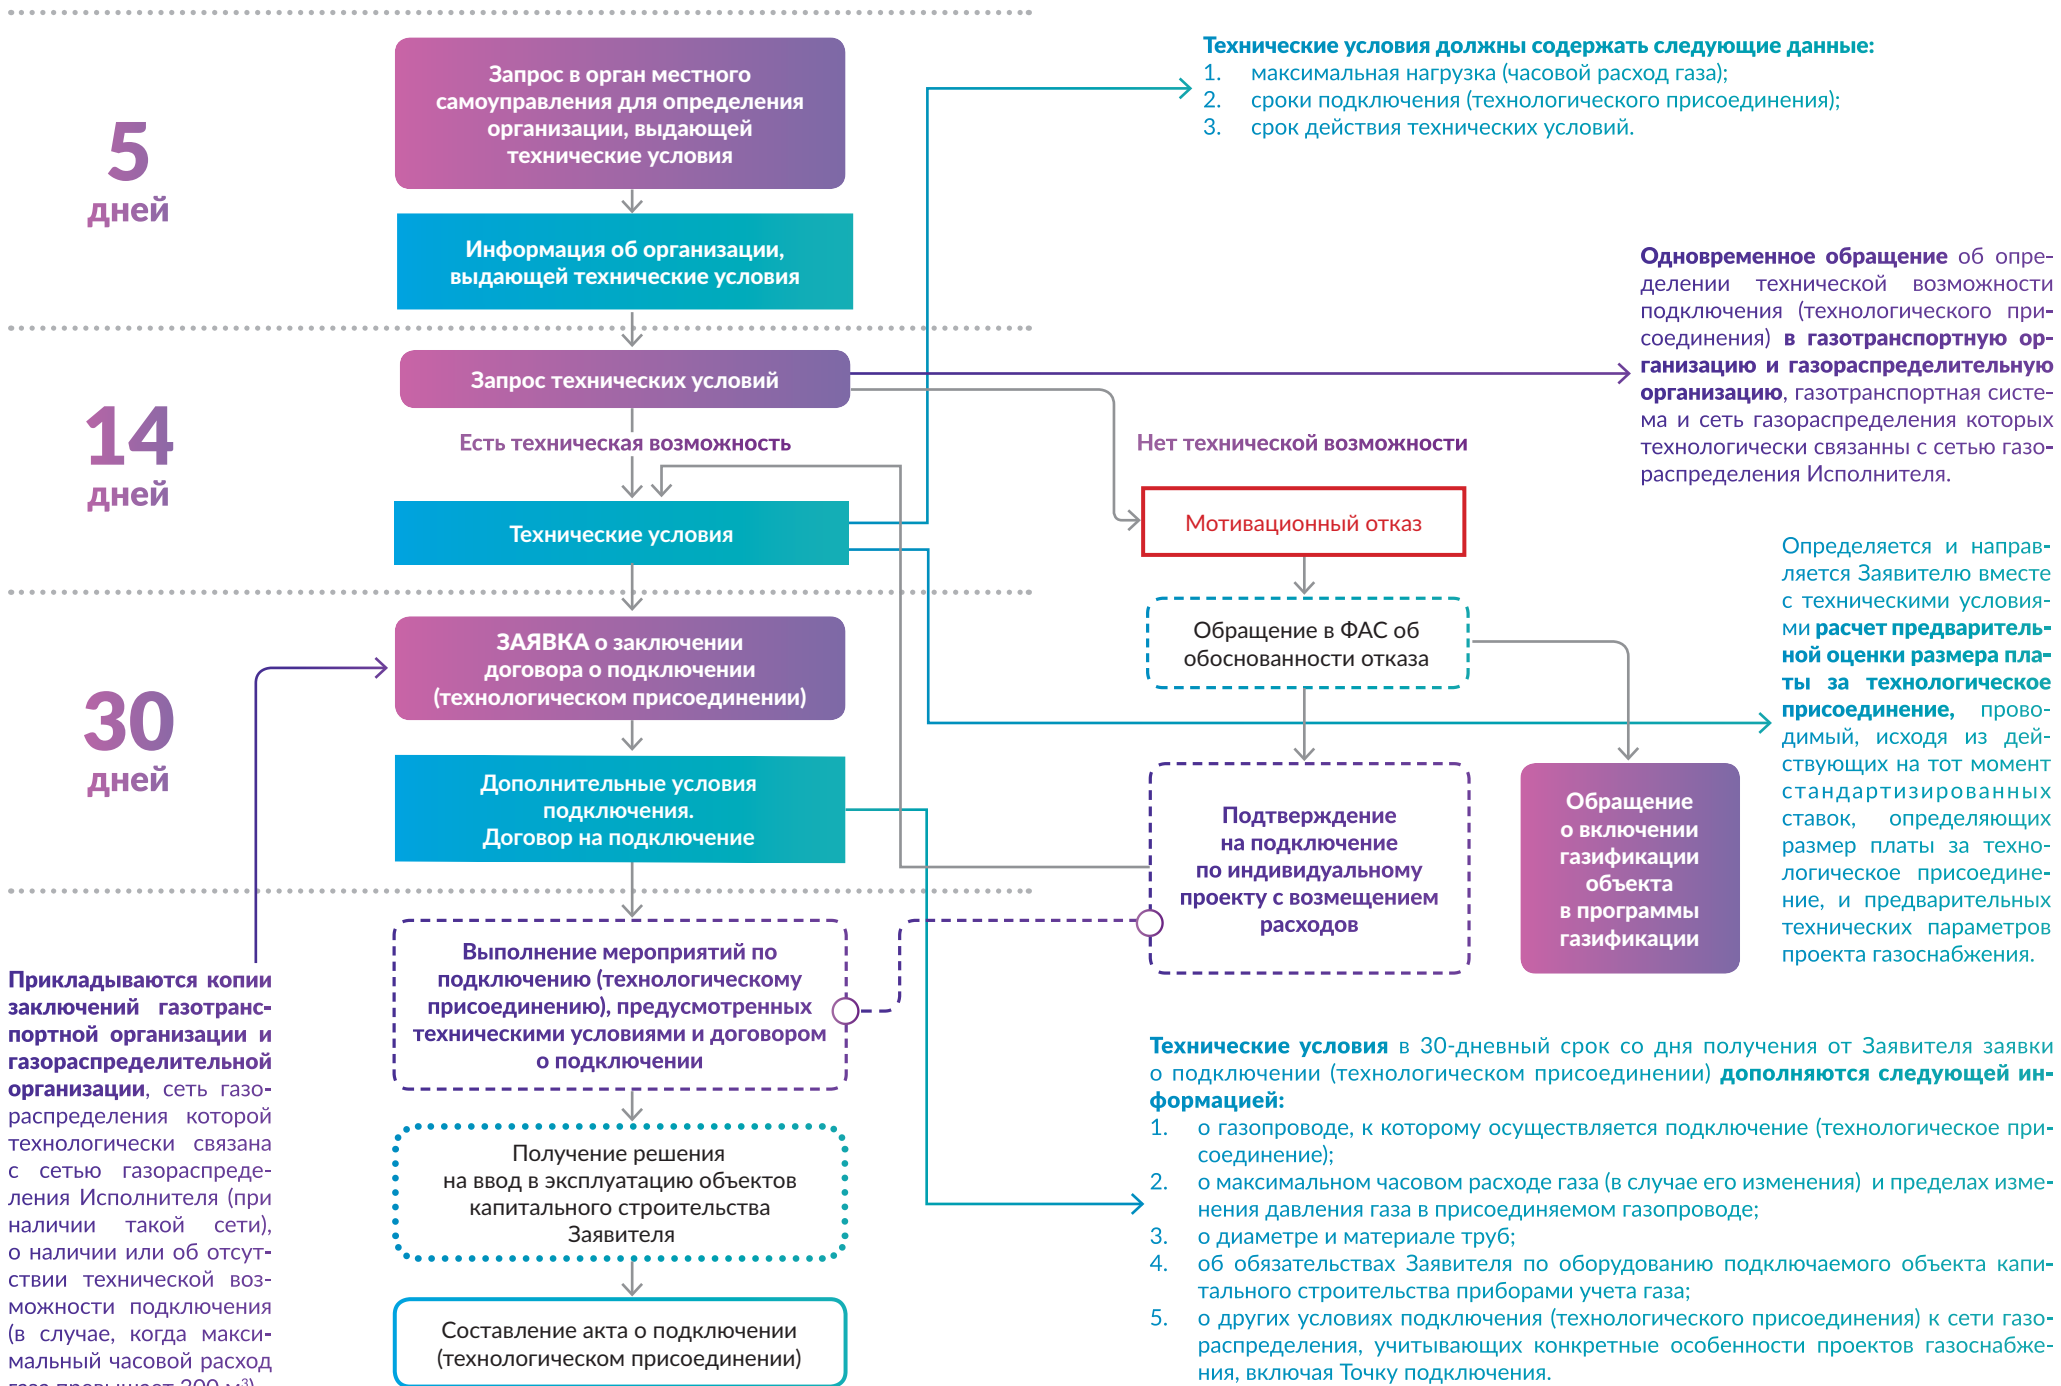 5
дней
Запрос в орган местного
самоуправления для определения
организации, выдающей
технические условия
Информация об организации,
выдающей технические условия
Технические условия должны содержать следующие данные:
1. максимальная нагрузка (часовой расход газа);
2. сроки подключения (технологического присоединения);
3. срок действия технических условий.
Одновременное обращение об опре-
делении технической возможности
подключения (технологического при-
соединения) в газотранспортную ор-
ганизацию и газораспределительную
организацию, газотранспортная систе-
ма и сеть газораспределения которых
технологически связанны с сетью газо-
распределения Исполнителя.
14
дней
Запрос технических условий
Есть техническая возможность
Нет технической возможности
Технические условия
Мотивационный отказ
Обращение в ФАС об
обоснованности отказа
Определяется и направ-
ляется Заявителю вместе
с техническими условия-
ми расчет предваритель-
ной оценки размера пла-
ты за технологическое
присоединение, прово-
димый, исходя из дей-
ствующих на тот момент
стандартизированных
ставок, определяющих
размер платы за техно-
логическое присоедине-
ние, и предварительных
технических параметров
проекта газоснабжения.
30
дней
ЗАЯВКА о заключении
договора о подключении
(технологическом присоединении)
Дополнительные условия
подключения.
Договор на подключение
Подтверждение
на подключение
по индивидуальному
проекту с возмещением
расходов
Обращение
о включении
газификации
объекта
в программы
газификации
Прикладываются копии
заключений газотранс-
портной организации и
газораспределительной
организации, сеть газо-
распределения которой
технологически связана
с сетью газораспреде-
ления Исполнителя (при
наличии такой сети),
о наличии или об отсут-
ствии технической воз-
можности подключения
(в случае, когда макси-
мальный часовой расход
газа превышает 300 м³)
Выполнение мероприятий по
подключению (технологическому
присоединению), предусмотренных
техническими условиями и договором
о подключении
Получение решения
на ввод в эксплуатацию объектов
капитального строительства
Заявителя
Составление акта о подключении
(технологическом присоединении)
Технические условия в 30-дневный срок со дня получения от Заявителя заявки
о подключении (технологическом присоединении) дополняются следующей ин-
формацией:
1. о газопроводе, к которому осуществляется подключение (технологическое при-
соединение);
2. о максимальном часовом расходе газа (в случае его изменения) и пределах изме-
нения давления газа в присоединяемом газопроводе;
3. о диаметре и материале труб;
4. об обязательствах Заявителя по оборудованию подключаемого объекта капи-
тального строительства приборами учета газа;
5. о других условиях подключения (технологического присоединения) к сети газо-
распределения, учитывающих конкретные особенности проектов газоснабже-
ния, включая Точку подключения.